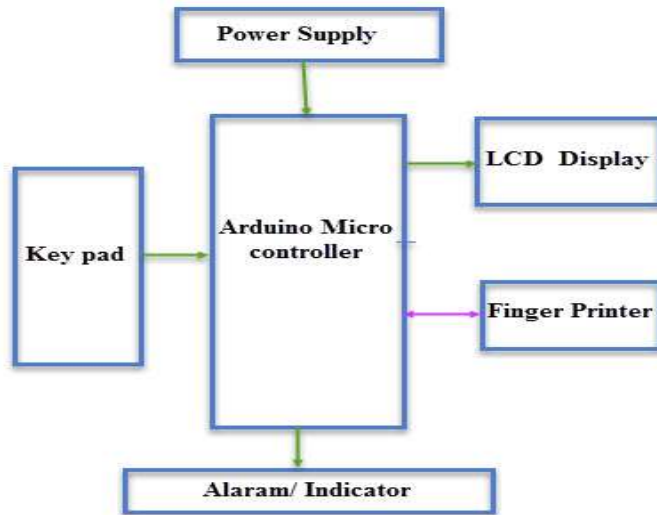 Power Supply
LCD Display
Arduino Micro
controller
Key pad
Finger Printer
Alaram/ Indicator